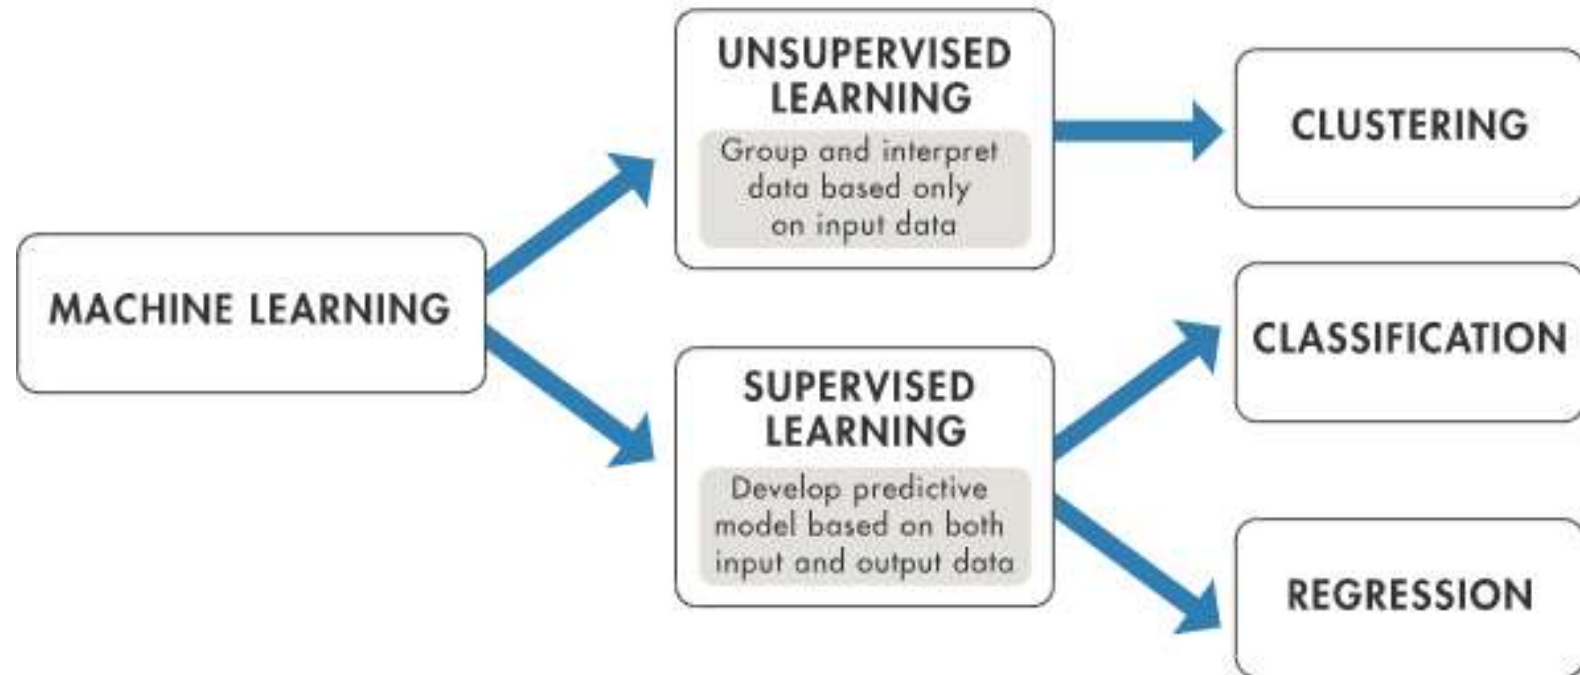 MACHINE LEARNING
UNSUPERVISED
LEARNING
Group and interpret
data based only
on input data
SUPERVISED
LEARNING
Develop predictive
model based on both
input and output data
CLUSTERING
CLASSIFICATION
REGRESSION